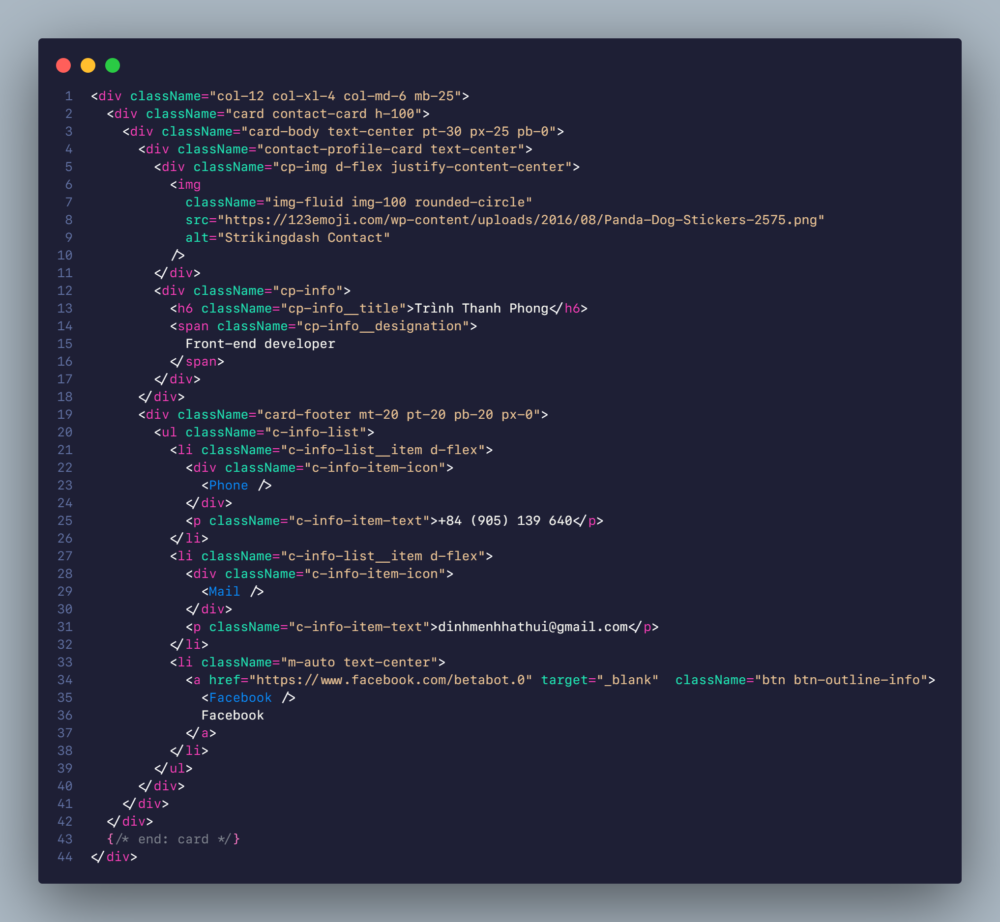 1 <div className="col-12 col-xl-4 col-md-6 mb-25">
2   <div className="card contact-card h-100">
3     <div className="card-body text-center pt-30 px-25 pb-0">
4       <div className="contact-profile-card text-center">
5         <div className="cp-img d-flex justify-content-center">
6           <img
7             className="img-fluid img-100 rounded-circle"
8             src="https://123emoji.com/wp-content/uploads/2016/08/Panda-Dog-Stickers-2575.png"
9             alt="Strikingdash Contact"
10           />
11         </div>
12         <div className="cp-info">
13           <h6 className="cp-info__title">Trình Thanh Phong</h6>
14           <span className="cp-info__designation">
15             Front-end developer
16           </span>
17         </div>
18       </div>
19       <div className="card-footer mt-20 pt-20 pb-20 px-0">
20         <ul className="c-info-list">
21           <li className="c-info-list__item d-flex">
22             <div className="c-info-item-icon">
23               <Phone />
24             </div>
25             <p className="c-info-item-text">+84 (905) 139 640</p>
26           </li>
27           <li className="c-info-list__item d-flex">
28             <div className="c-info-item-icon">
29               <Mail />
30             </div>
31             <p className="c-info-item-text">dinhmenhhathui@gmail.com</p>
32           </li>
33           <li className="m-auto text-center">
34             <a href="https://www.facebook.com/betabot.0" target="_blank"  className="btn btn-outline-info">
35               <Facebook />
36               Facebook
37             </a>
38           </li>
39         </ul>
40       </div>
41     </div>
42   </div>
43   {/* end: card */}
44 </div>